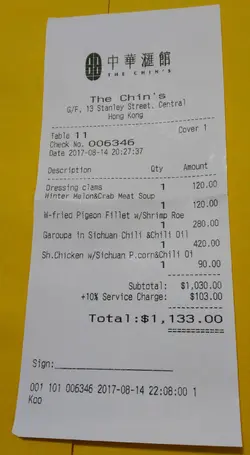 中華滙館
THE CHIN'S
The Chin's
G/F, 13 Stanley Street, Central
Hong Kong
Table 11 Cover 1
Check No. 006346
Date 2017-08-14 20:27:37
Description Qty Amount
Dressing clams 1 120.00
Winter Melon&Crab Meat Soup
1 120.00
W-fried Pigeon Fillet w/Shrimp Roe
1 280.00
Garoupa in Sichuan Chili &Chili Oil
1 420.00
Sh.Chicken w/Sichuan P.corn&Chili Oi
1 90.00
Subtotal: $1,030.00
+10% Service Charge: $103.00
Total:$1,133.00
============
Sign:____________________
001 101 006346 2017-08-14 22:08:00 1
Koo